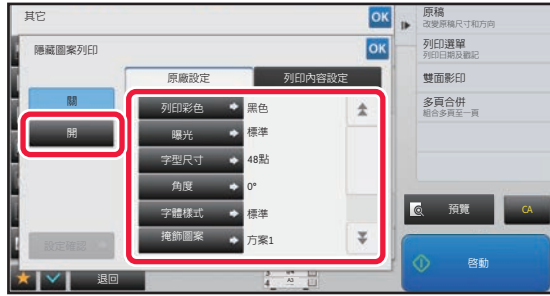 其它
OK
隱藏圖案列印
OK
原廠設定
列印內容設定
關
開
列印彩色
黑色
曝光
標準
字型尺寸
48點
角度
0°
字體樣式
標準
掩飾圖案
方案1
設定確認
退回
原稿
改變原稿尺寸和方向
列印選單
列印日期及戳記
雙面影印
多頁合併
組合多頁至一頁
預覽
CA
啓動